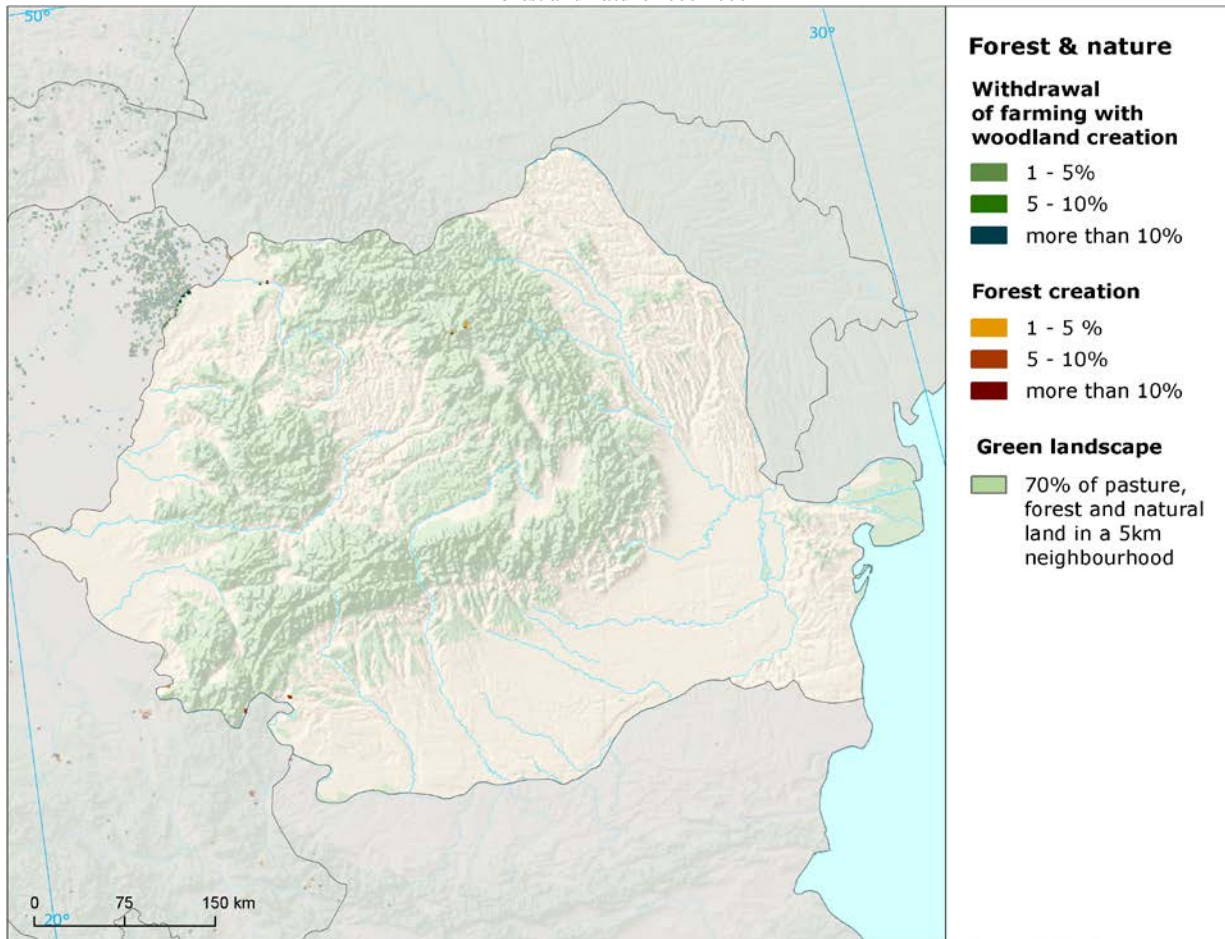 50°
30°
20°
0 75 150 km
Forest & nature
Withdrawal
of farming with
woodland creation
1 - 5%
5 - 10%
more than 10%
Forest creation
1 - 5 %
5 - 10%
more than 10%
Green landscape
70% of pasture,
forest and natural
land in a 5km
neighbourhood